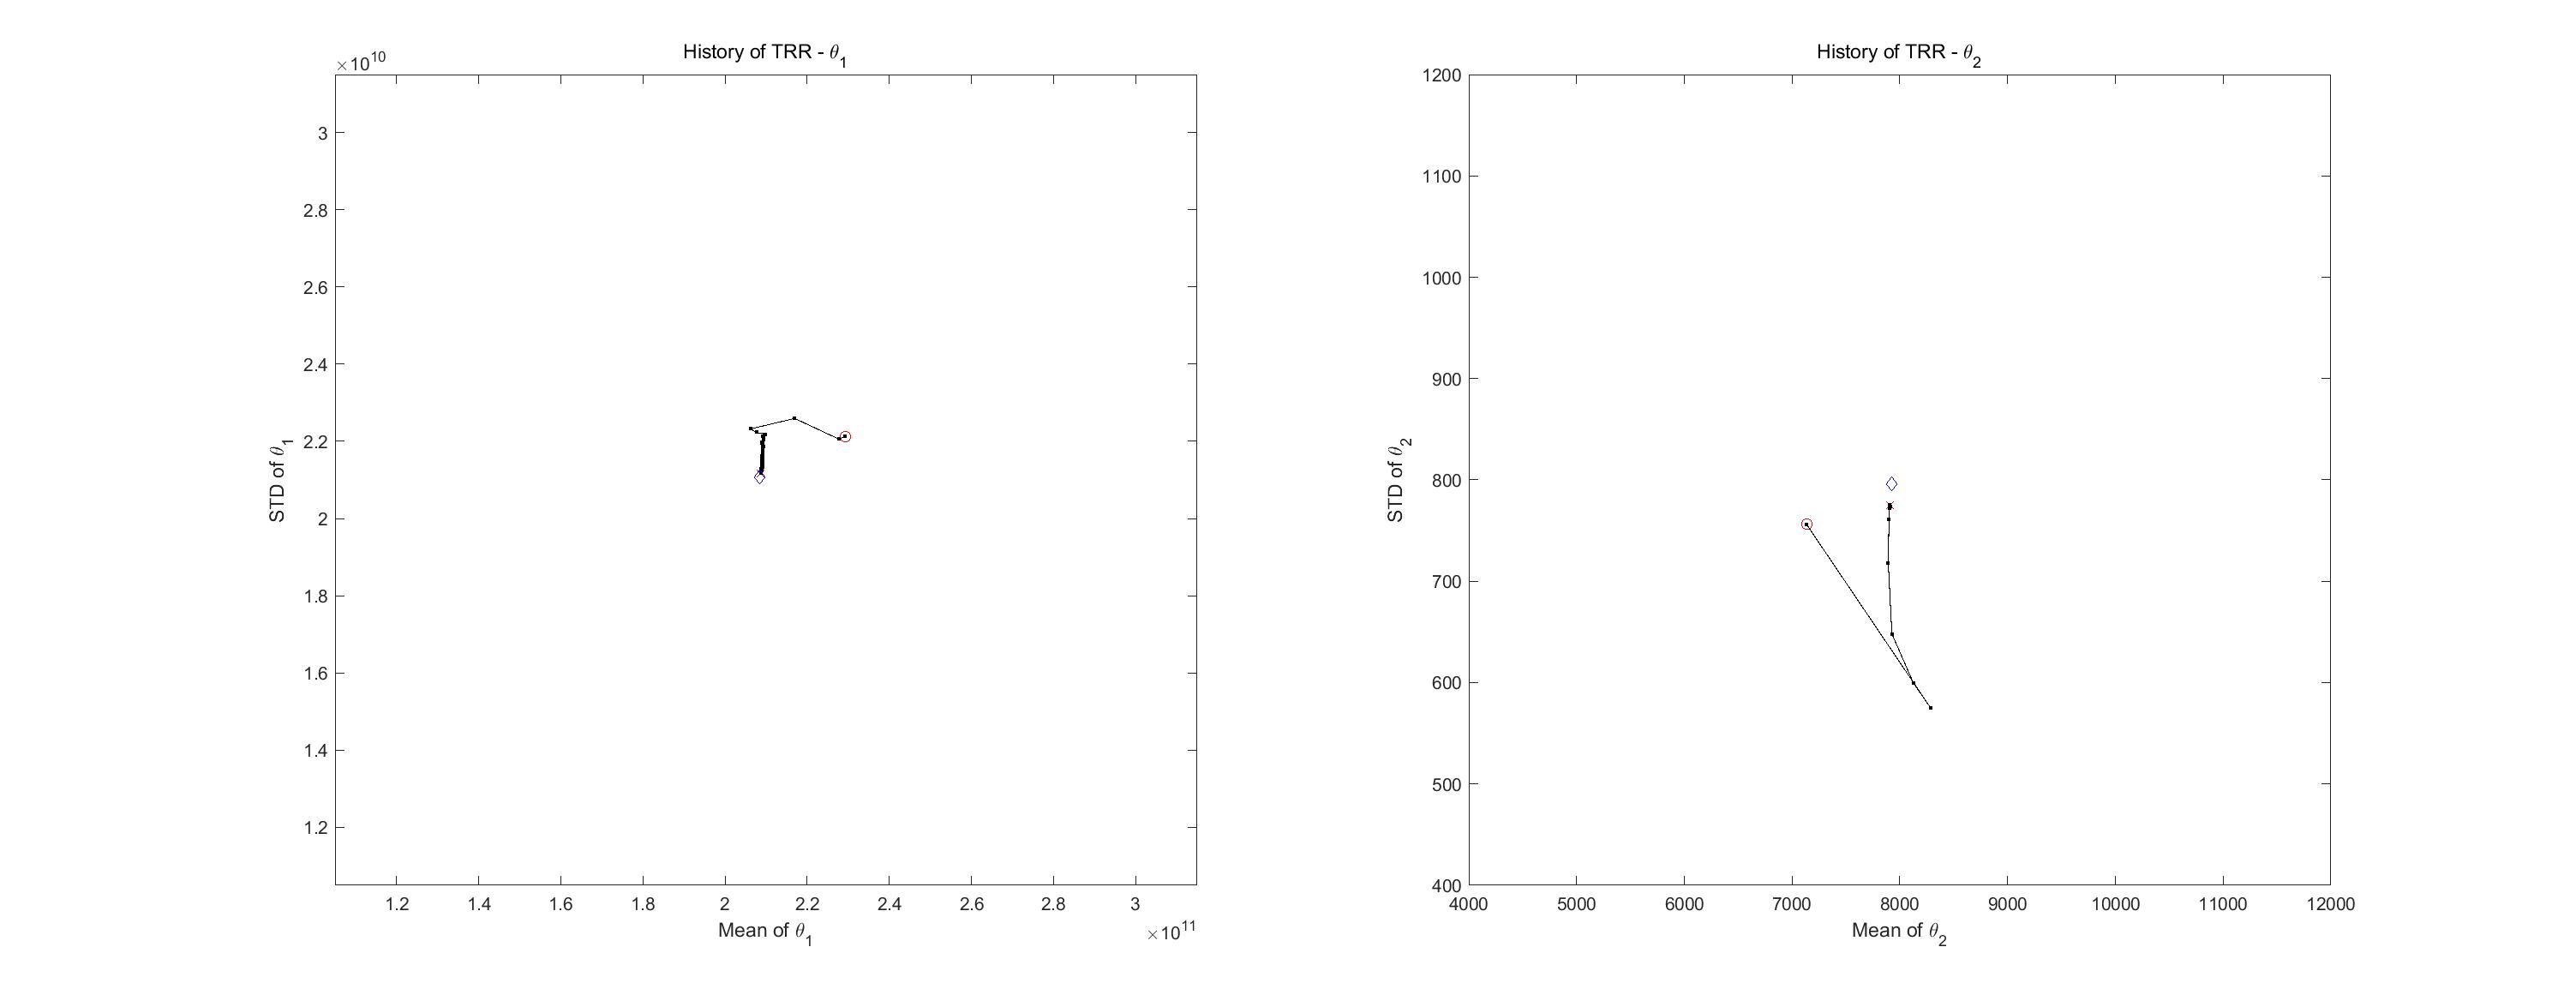 History of TRR - θ1
×10^10
3
2.8
2.6
2.4
2.2
2
1.8
1.6
1.4
1.2
STD of θ1
1.2 1.4 1.6 1.8 2 2.2 2.4 2.6 2.8 3
Mean of θ1
×10^11
History of TRR - θ2
1200
1100
1000
900
800
700
600
500
400
STD of θ2
4000 5000 6000 7000 8000 9000 10000 11000 12000
Mean of θ2